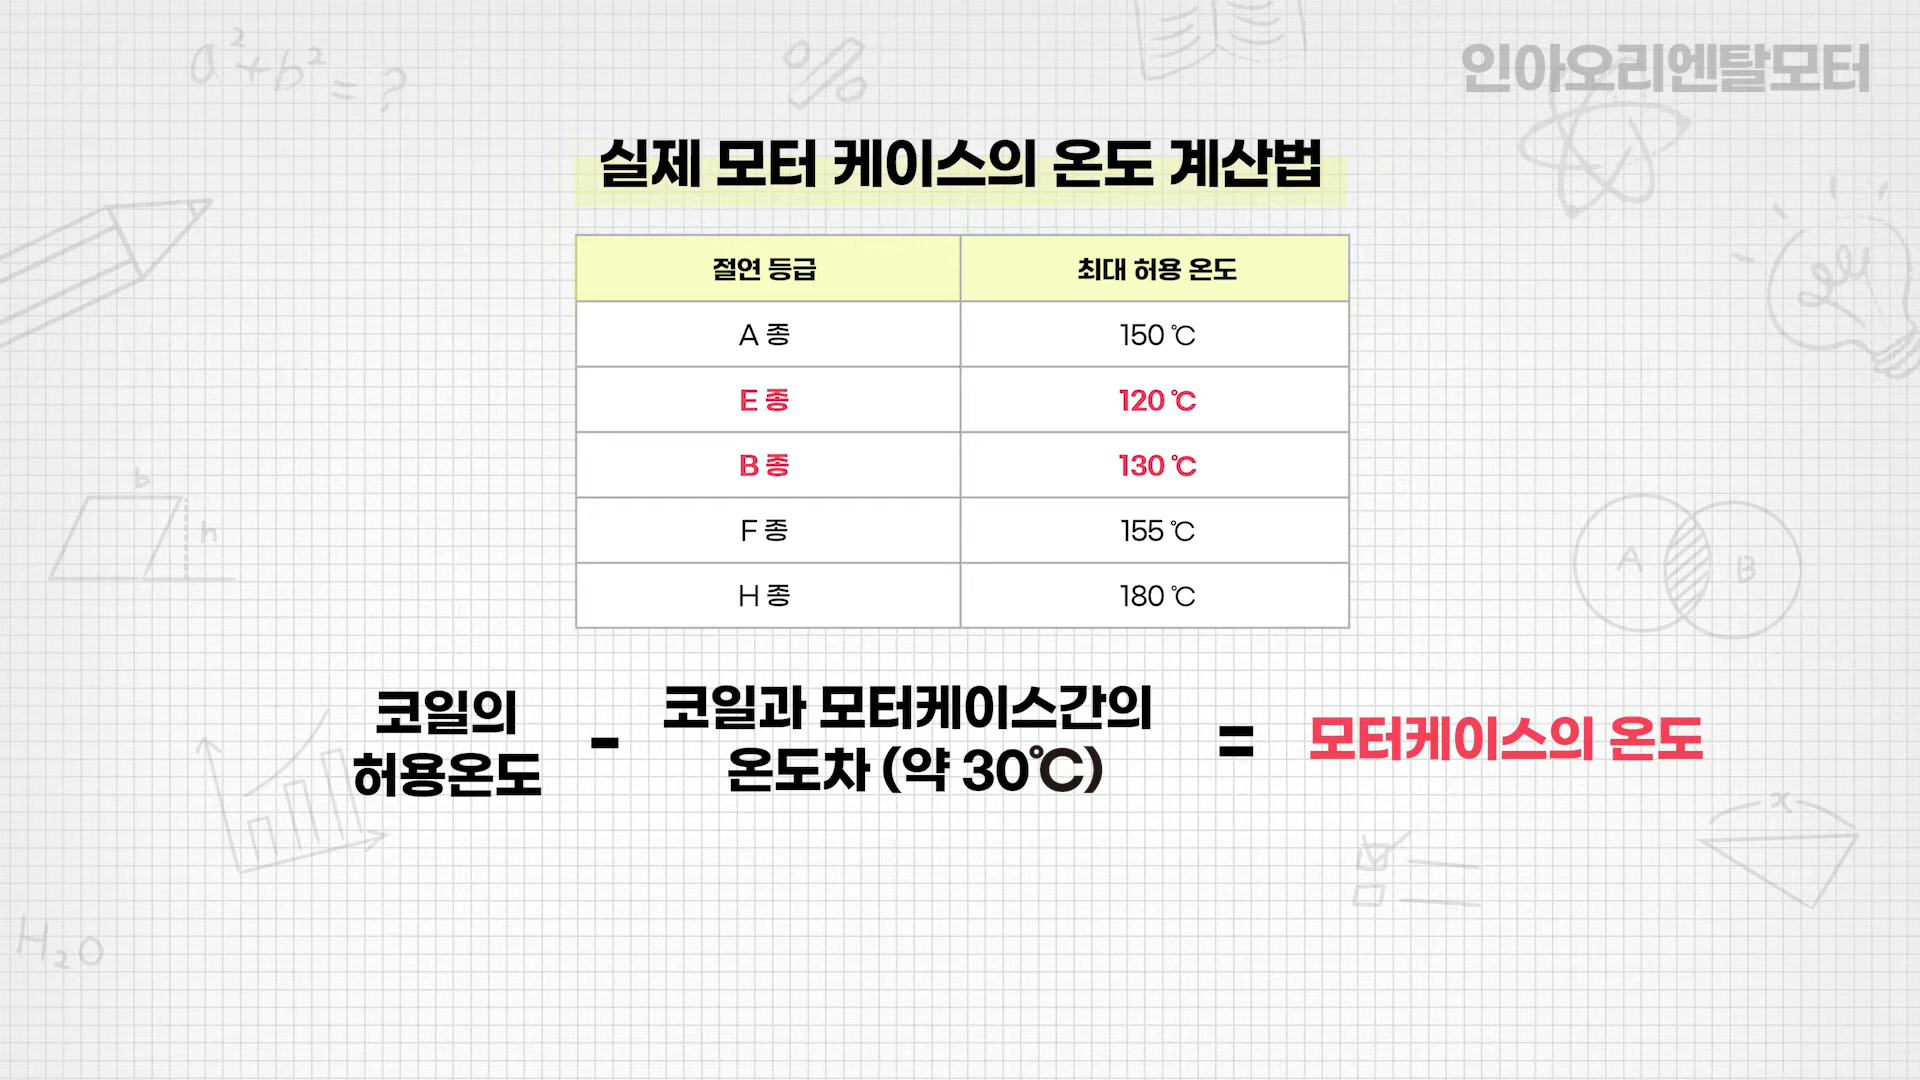 a²+b²=?
%
인아오리엔탈모터
실제 모터 케이스의 온도 계산법
절연 등급 최대 허용 온도
A 종 150 ℃
E 종 120 ℃
B 종 130 ℃
F 종 155 ℃
H 종 180 ℃
b
h
A B
코일의
허용온도
-
코일과 모터케이스간의
온도차 (약 30℃)
=
모터케이스의 온도
x
H₂O